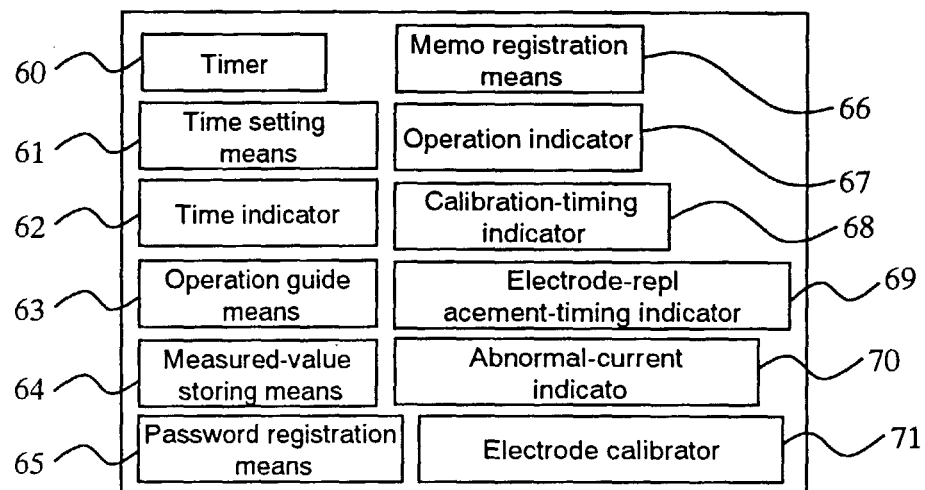 60
Timer
61
Time setting
means
62
Time indicator
63
Operation guide
means
64
Measured-value
storing means
65
Password registration
means
Memo registration
means
66
Operation indicator
67
Calibration-timing
indicator
68
Electrode-repl
acement-timing indicator
69
Abnormal-current
indicato
70
Electrode calibrator
71